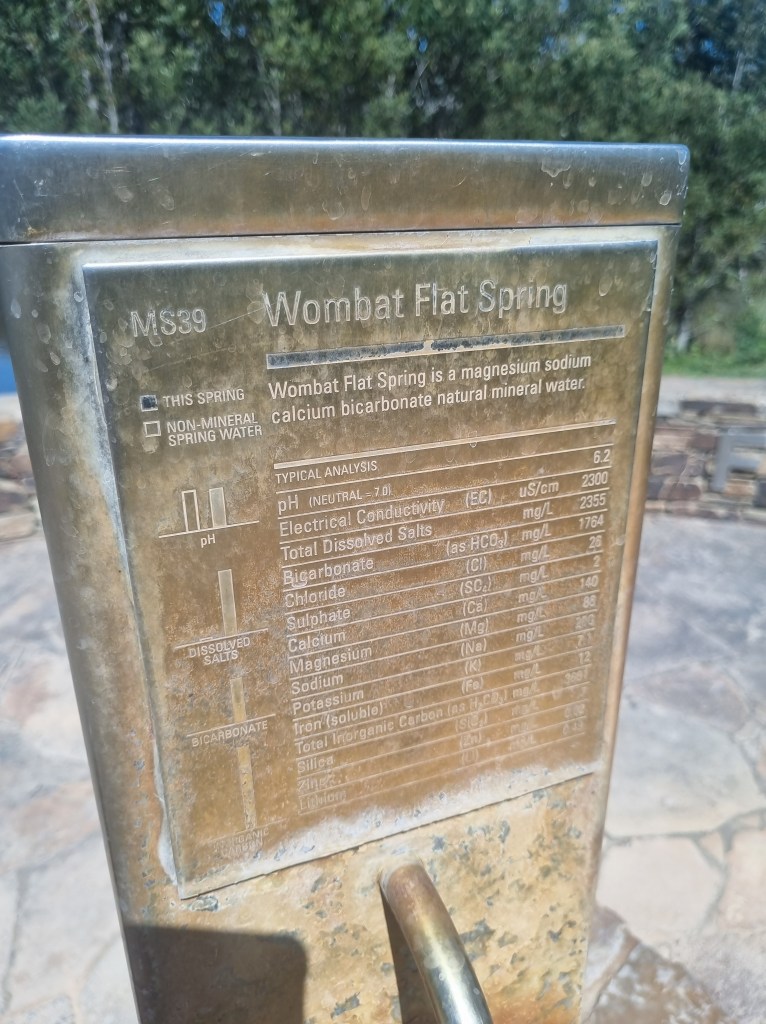 MS39
Wombat Flat Spring
THIS SPRING
NON-MINERAL
SPRING WATER
Wombat Flat Spring is a magnesium sodium
calcium bicarbonate natural mineral water.
TYPICAL ANALYSIS
pH (NEUTRAL = 7.0) 6.2
Electrical Conductivity (EC) uS/cm 2300
Total Dissolved Salts mg/L 2355
Bicarbonate (as HCO3) mg/L 1764
Chloride (Cl) mg/L
Sulphate (SO4) mg/L 2
Calcium (Ca) mg/L 140
Magnesium (Mg) mg/L
Sodium (Na) mg/L
Potassium (K) mg/L
Iron (soluble) (Fe) mg/L 12
Total Inorganic Carbon (as H2CO3) mg/L
Silica
Zinc
Lithium
pH
DISSOLVED
SALTS
BICARBONATE